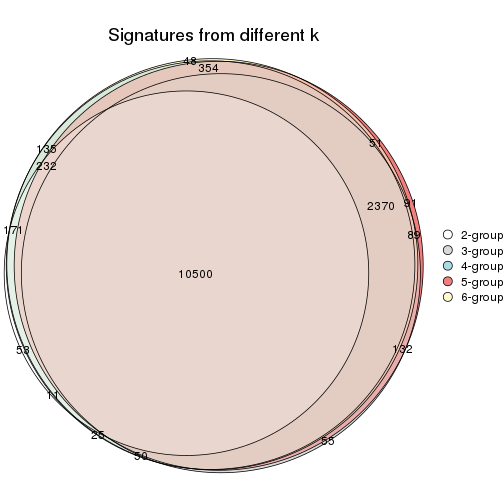 Signatures from different k
48
354
51
135
232
2370
91
171
89
10500
53
132
11
25
50
55
2-group
3-group
4-group
5-group
6-group